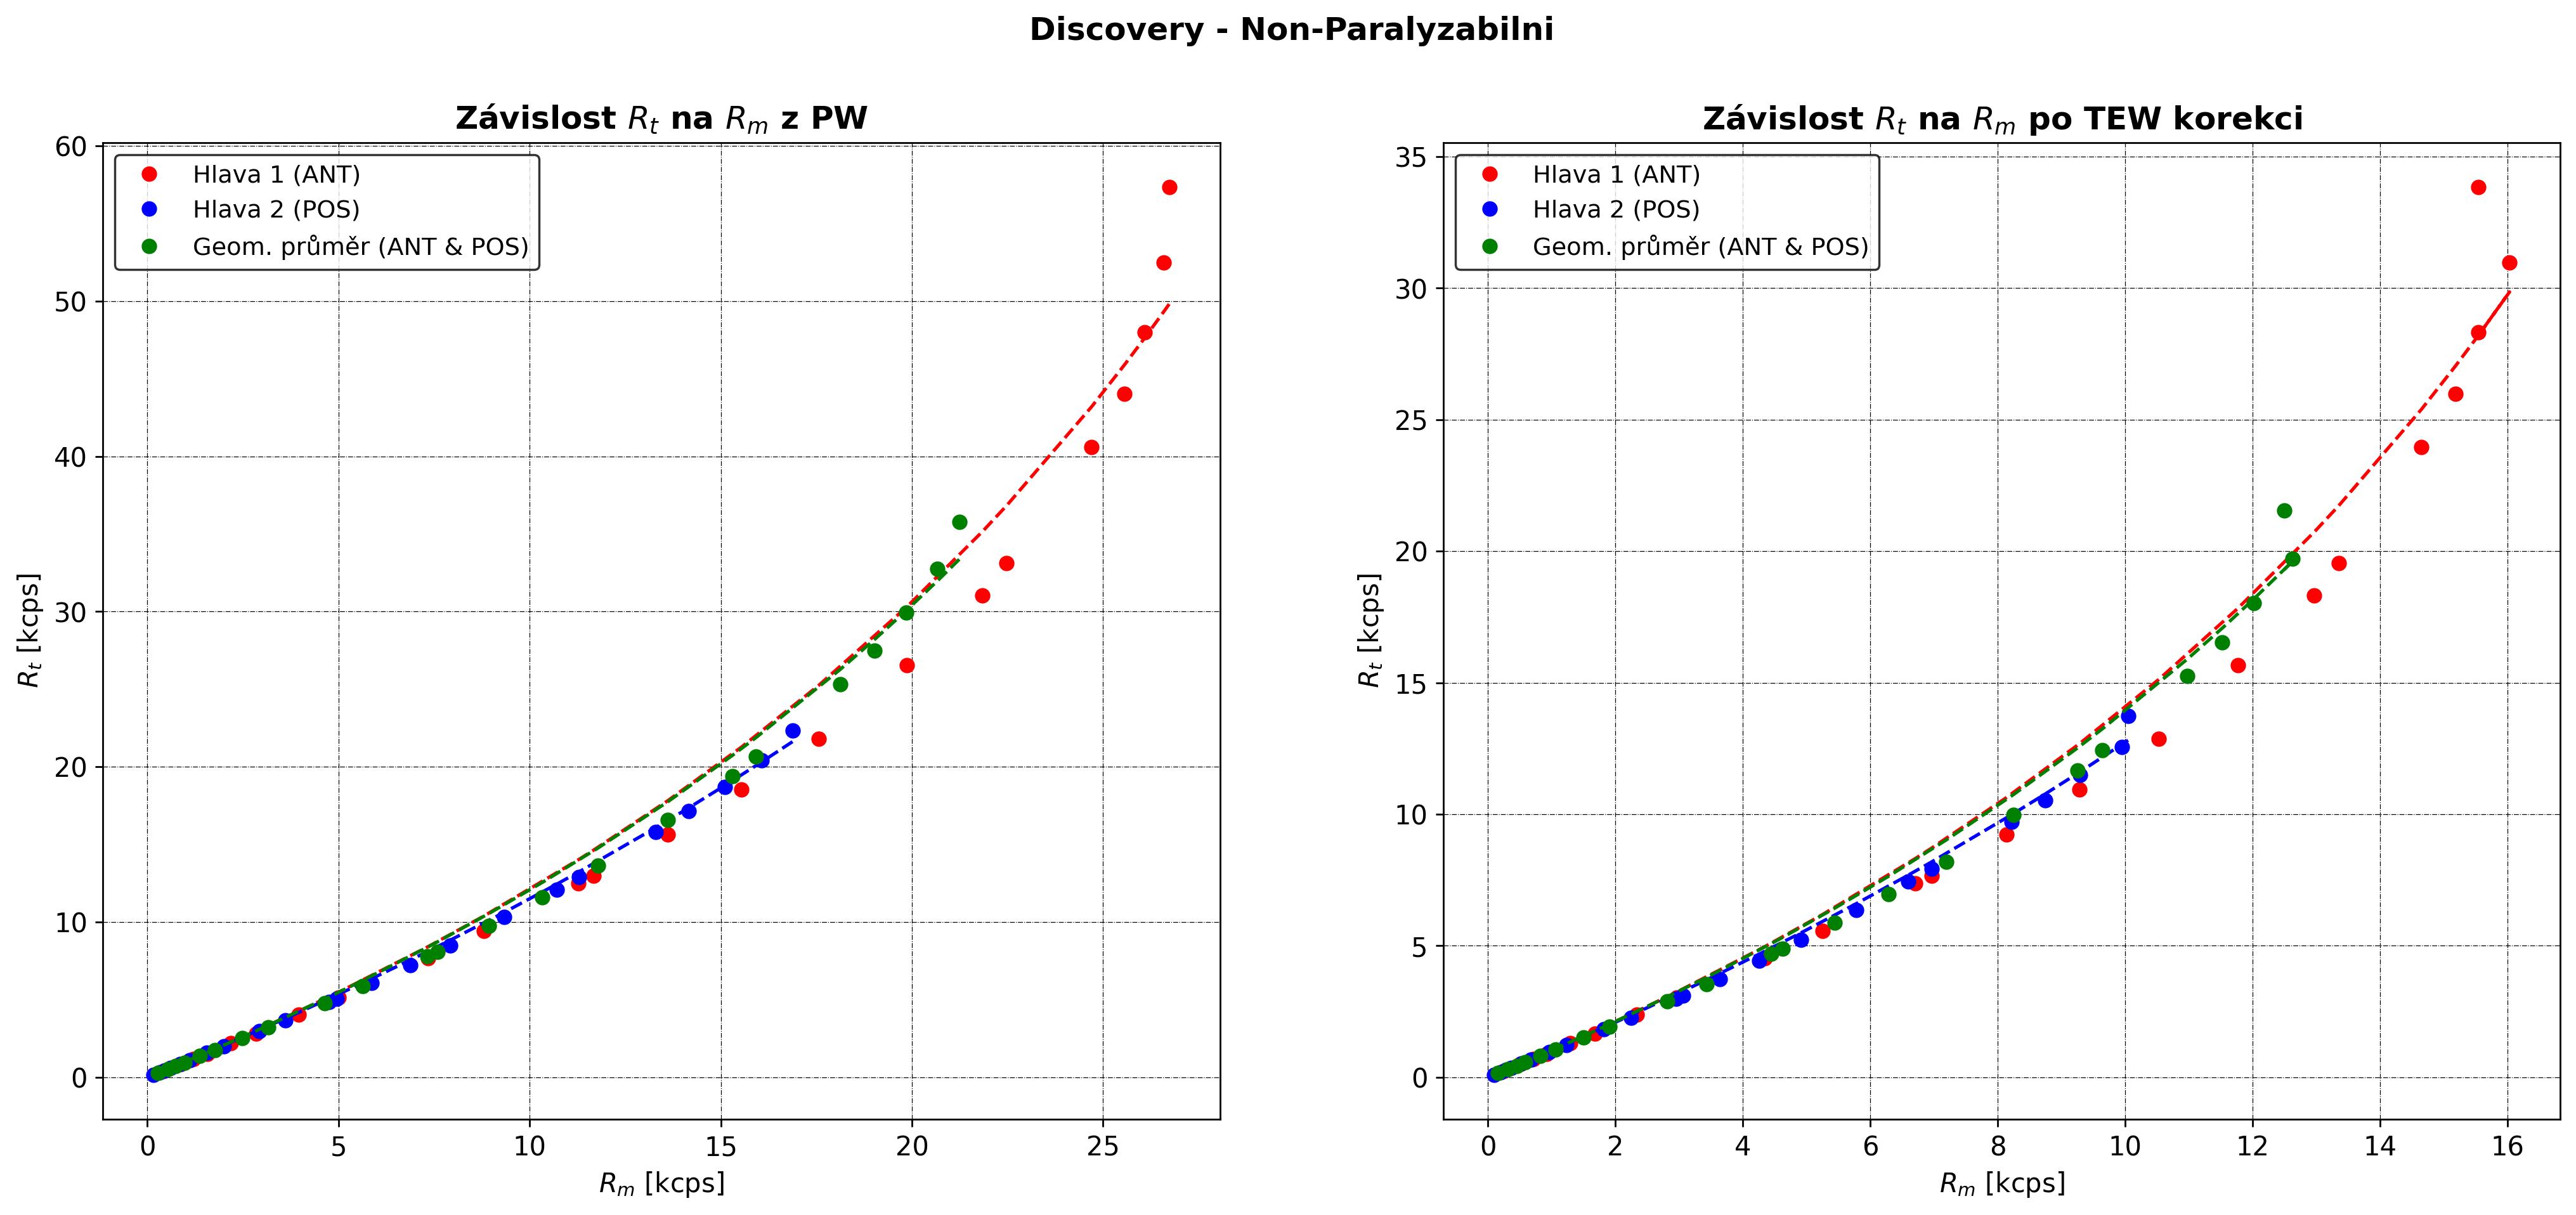 Discovery - Non-Paralyzabilni
Závislost Rt na Rm z PW
60
50
40
30
20
10
0
Rt [kcps]
Hlava 1 (ANT)
Hlava 2 (POS)
Geom. průměr (ANT & POS)
0 5 10 15 20 25
Rm [kcps]
Závislost Rt na Rm po TEW korekci
35
30
25
20
15
10
5
0
Rt [kcps]
Hlava 1 (ANT)
Hlava 2 (POS)
Geom. průměr (ANT & POS)
0 2 4 6 8 10 12 14 16
Rm [kcps]